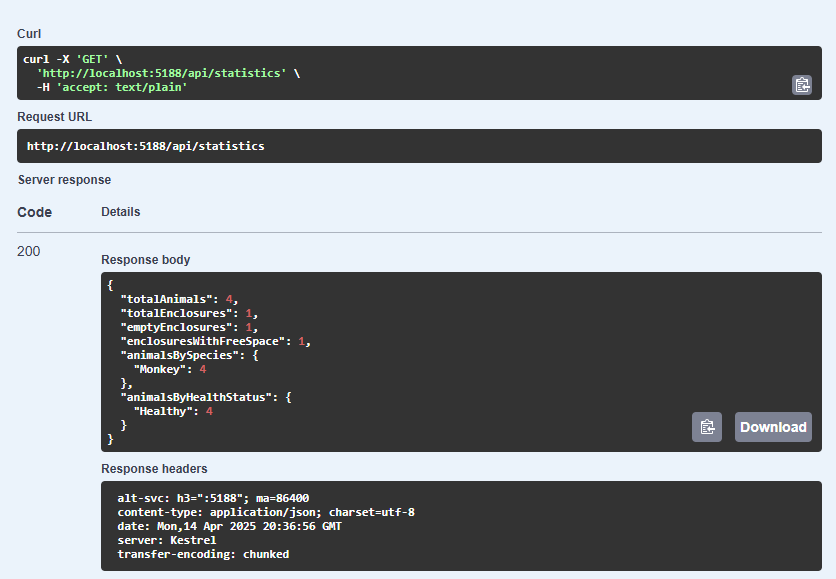 Curl
curl -X 'GET' \
  'http://localhost:5188/api/statistics' \
  -H 'accept: text/plain'
Request URL
http://localhost:5188/api/statistics
Server response
Code Details
200
Response body
{
  "totalAnimals": 4,
  "totalEnclosures": 1,
  "emptyEnclosures": 1,
  "enclosuresWithFreeSpace": 1,
  "animalsBySpecies": {
    "Monkey": 4
  },
  "animalsByHealthStatus": {
    "Healthy": 4
  }
}
Download
Response headers
alt-svc: h3=":5188"; ma=86400
content-type: application/json; charset=utf-8
date: Mon,14 Apr 2025 20:36:56 GMT
server: Kestrel
transfer-encoding: chunked